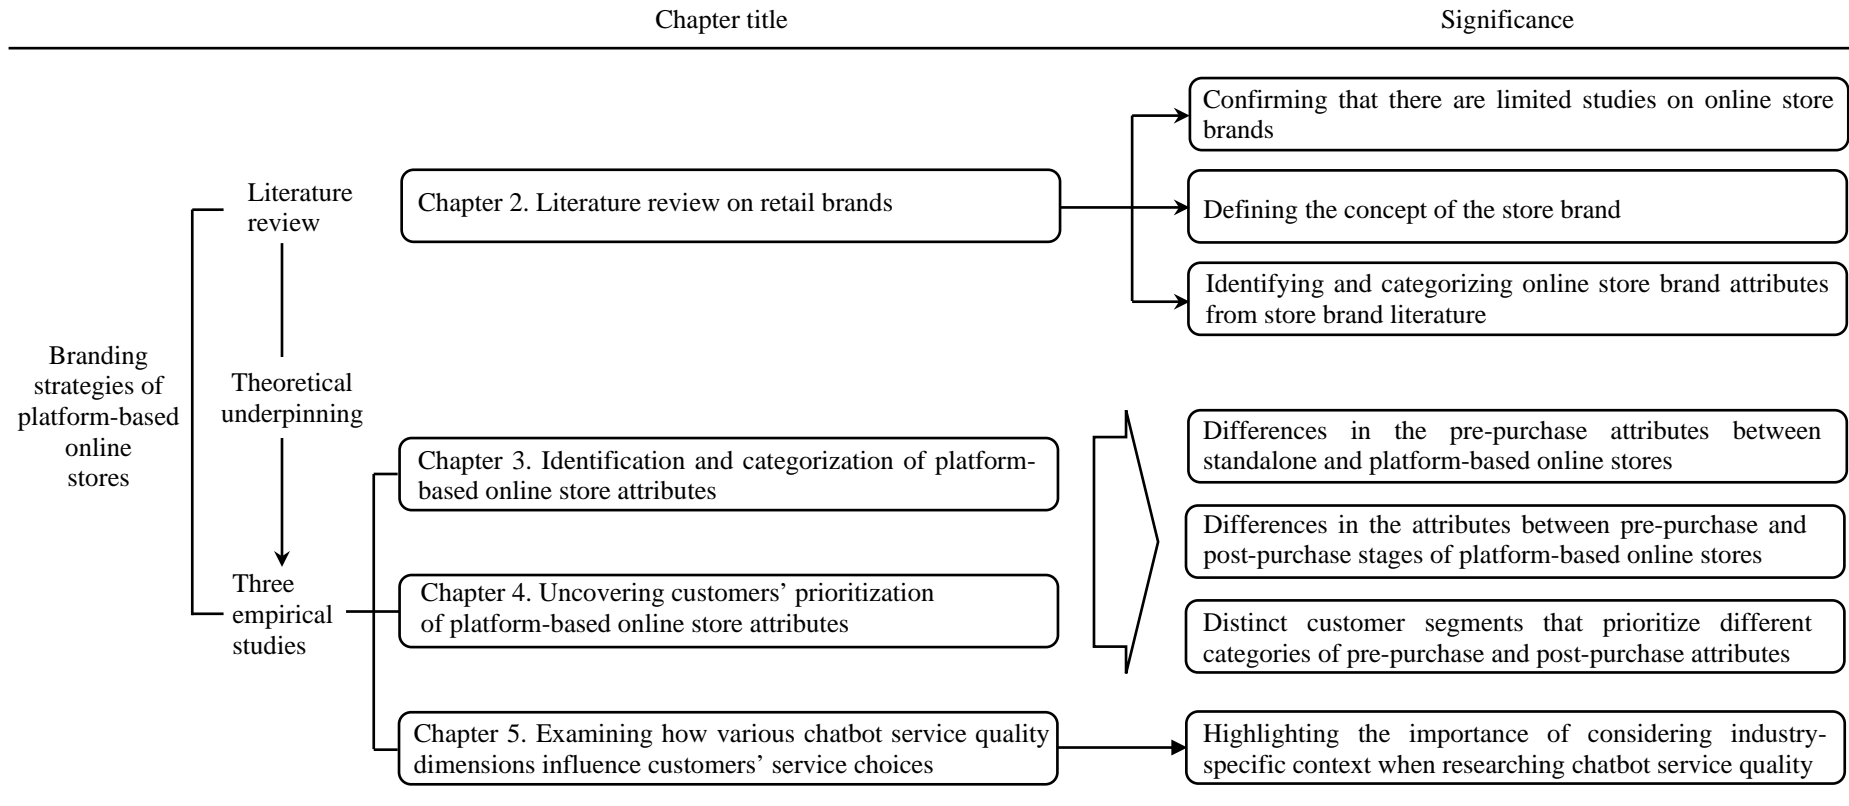 Chapter title
Significance
Branding
strategies of
platform-based
online
stores
Literature
review
Theoretical
underpinning
Three
empirical
studies
Chapter 2. Literature review on retail brands
Confirming that there are limited studies on online store
brands
Defining the concept of the store brand
Identifying and categorizing online store brand attributes
from store brand literature
Chapter 3. Identification and categorization of platform-
based online store attributes
Chapter 4. Uncovering customers’ prioritization
of platform-based online store attributes
Differences in the pre-purchase attributes between
standalone and platform-based online stores
Differences in the attributes between pre-purchase and
post-purchase stages of platform-based online stores
Distinct customer segments that prioritize different
categories of pre-purchase and post-purchase attributes
Chapter 5. Examining how various chatbot service quality
dimensions influence customers’ service choices
Highlighting the importance of considering industry-
specific context when researching chatbot service quality